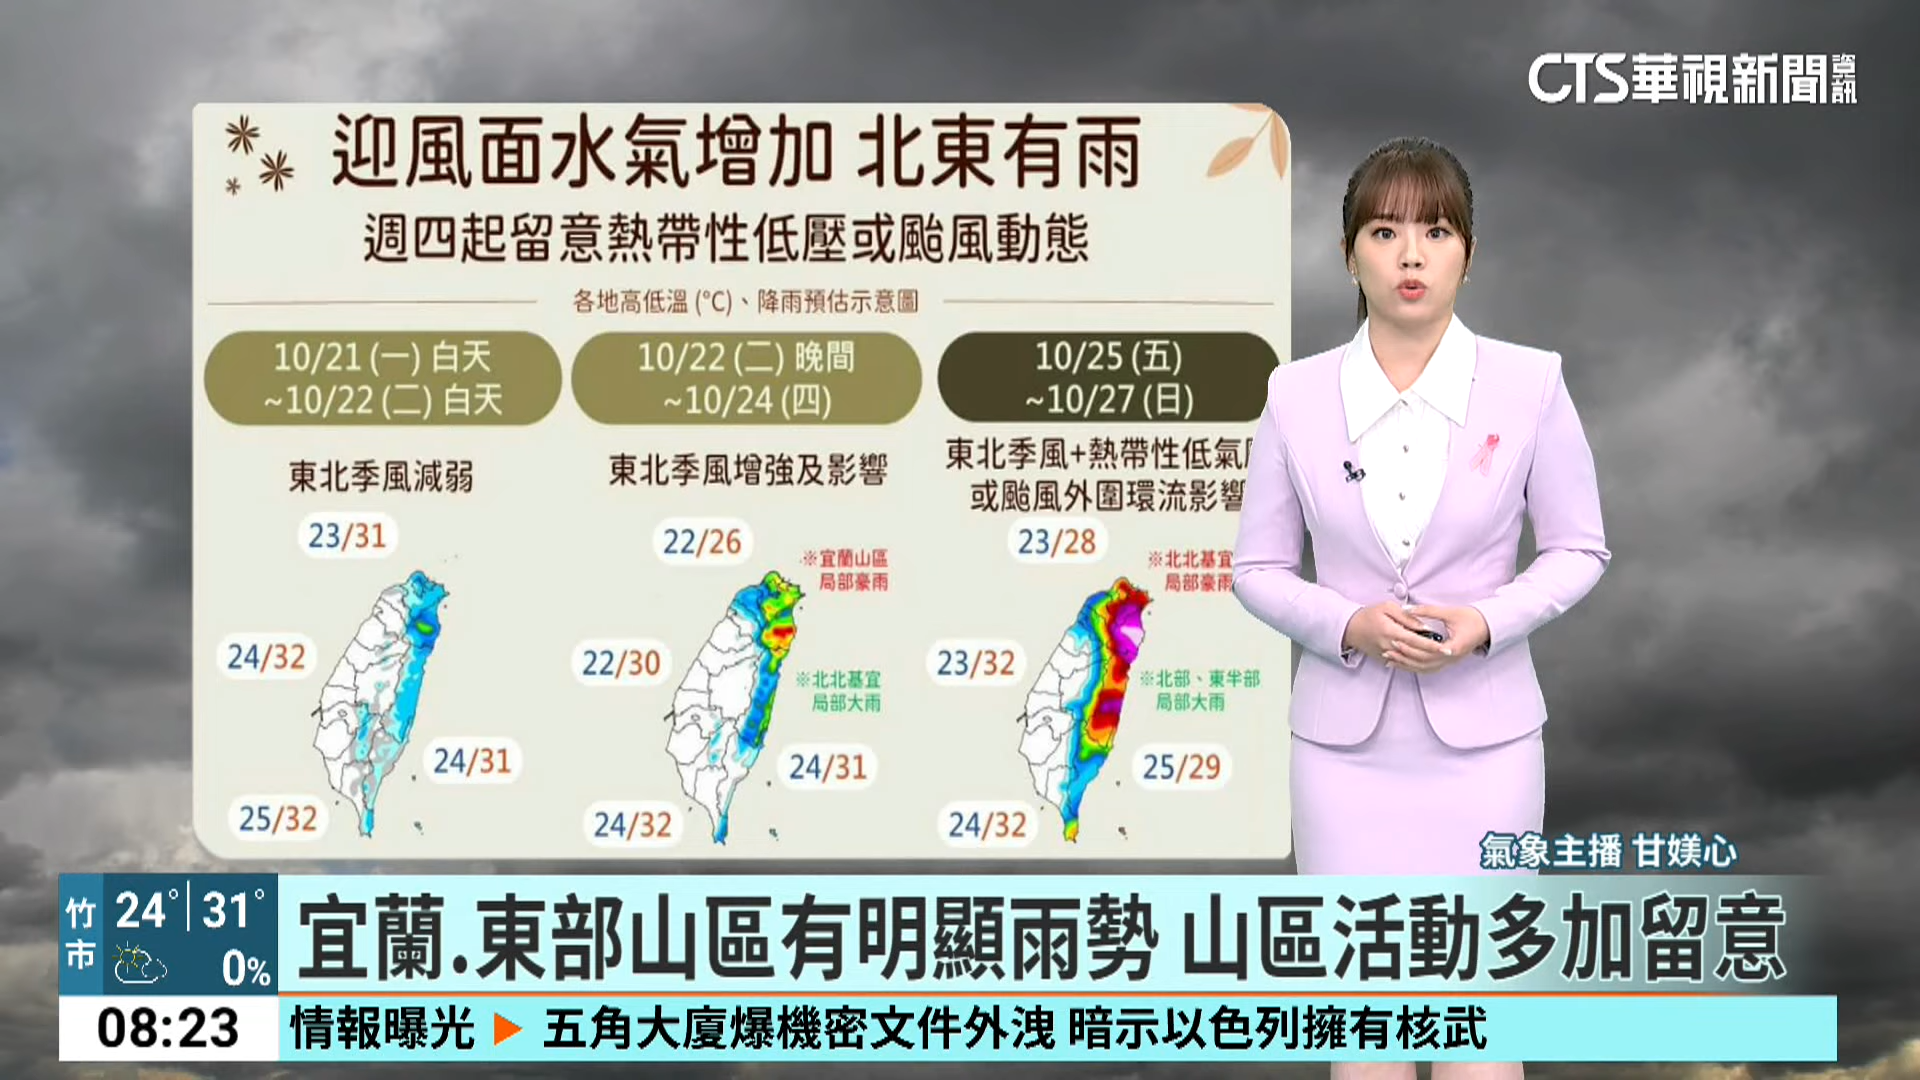 CTS華視新聞資訊
迎風面水氣增加 北東有雨
週四起留意熱帶性低壓或颱風動態
各地高低溫 (°C)、降雨預估示意圖
10/21 (一) 白天
~10/22 (二) 白天
東北季風減弱
23/31
24/32
24/31
25/32
10/22 (二) 晚間
~10/24 (四)
東北季風增強及影響
22/26
※宜蘭山區
局部豪雨
22/30
※北北基宜
局部大雨
24/31
24/32
10/25 (五)
~10/27 (日)
東北季風+熱帶性低氣
或颱風外圍環流影響
23/28
※北北基宜
局部豪雨
23/32
※北部、東半部
局部大雨
25/29
24/32
氣象主播 甘媄心
竹市
24° 31°
0%
宜蘭.東部山區有明顯雨勢 山區活動多加留意
08:23
情報曝光 ▶ 五角大廈爆機密文件外洩 暗示以色列擁有核武